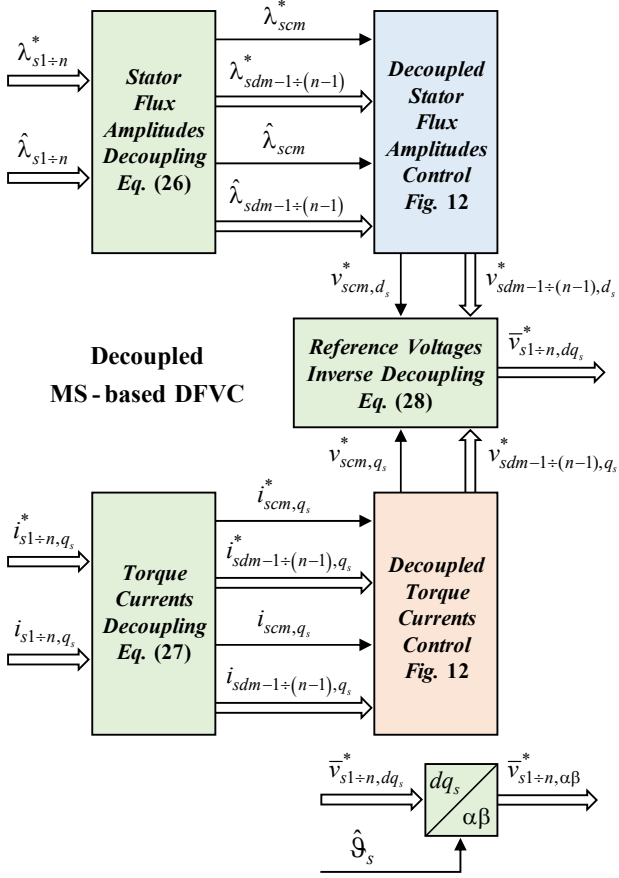 λ*s1÷n
λ̂s1÷n
Stator
Flux
Amplitudes
Decoupling
Eq. (26)
λ*scm
λ*sdm−1÷(n−1)
λ̂scm
λ̂sdm−1÷(n−1)
Decoupled
Stator
Flux
Amplitudes
Control
Fig. 12
v*scm,ds
v*sdm−1÷(n−1),ds
Decoupled
MS-based DFVC
Reference Voltages
Inverse Decoupling
Eq. (28)
v̅*s1÷n,dqs
v*scm,qs
v*sdm−1÷(n−1),qs
i*s1÷n,qs
is1÷n,qs
Torque
Currents
Decoupling
Eq. (27)
i*scm,qs
i*sdm−1÷(n−1),qs
iscm,qs
isdm−1÷(n−1),qs
Decoupled
Torque
Currents
Control
Fig. 12
v̅*s1÷n,dqs
dqs
αβ
v̅*s1÷n,αβ
ϑ̂s